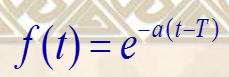 f(t) = e^{-a(t-T)}